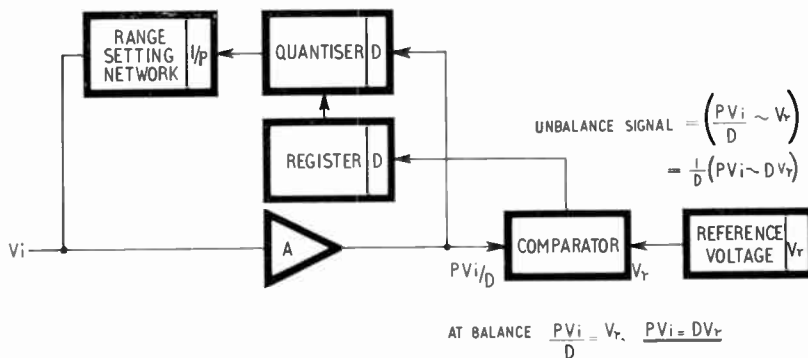 RANGE
SETTING
NETWORK
I/P
QUANTISER D
REGISTER D
UNBALANCE SIGNAL = (PVi/D ~ Vr)
= 1/D (PVi ~ DVr)
Vi
A
PVi/D
COMPARATOR
Vr
REFERENCE
VOLTAGE
Vr
AT BALANCE PVi/D = Vr. PVi = DVr